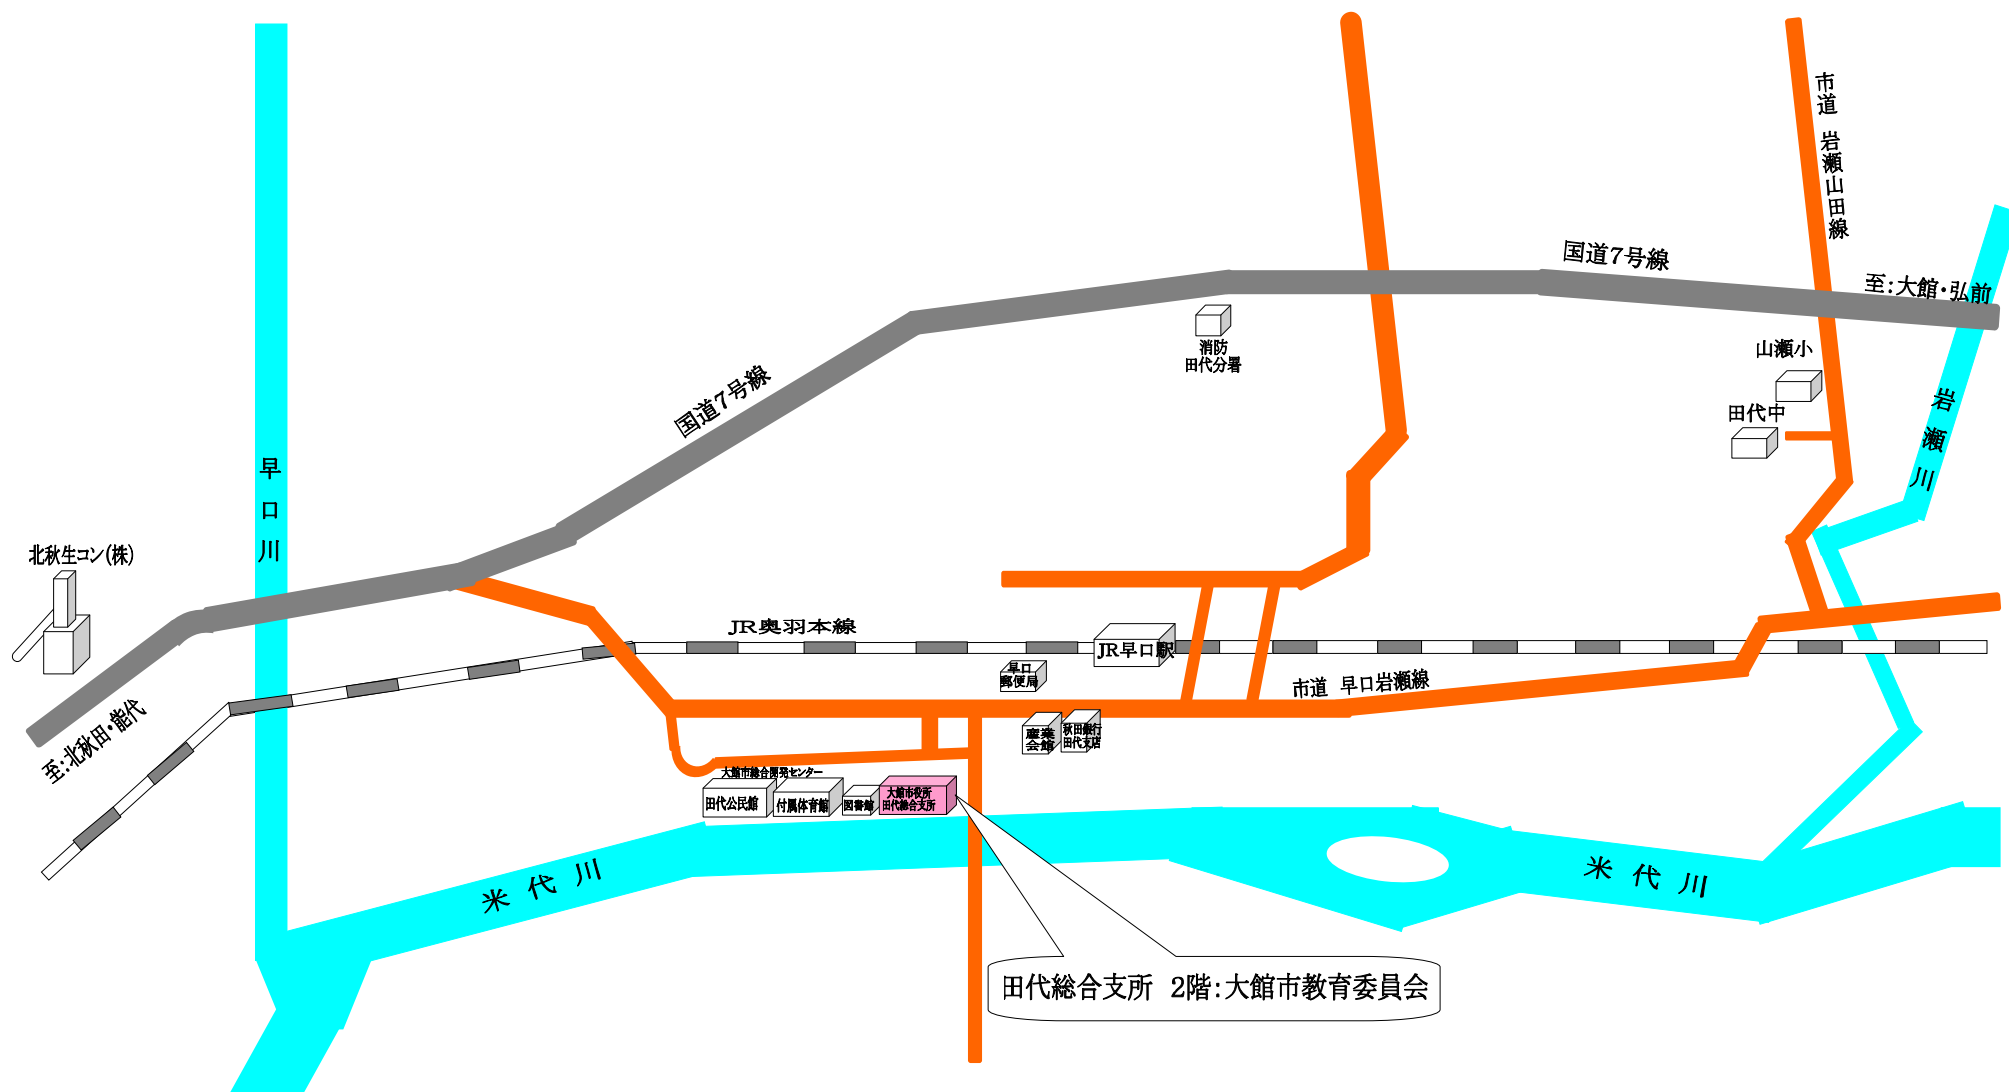 市道 岩瀬山田線
国道7号線
至:大館・弘前
消防
田代分署
山瀬小
田代中
岩瀬川
国道7号線
早口川
北秋生コン(株)
至:北秋田・能代
JR奥羽本線
JR早口駅
早口
郵便局
市道 早口岩瀬線
産業
会館
秋田銀行
田代支店
大館市総合開発センター
田代公民館
付属体育館
図書館
大館市役所
田代総合支所
米代川
米代川
田代総合支所 2階:大館市教育委員会